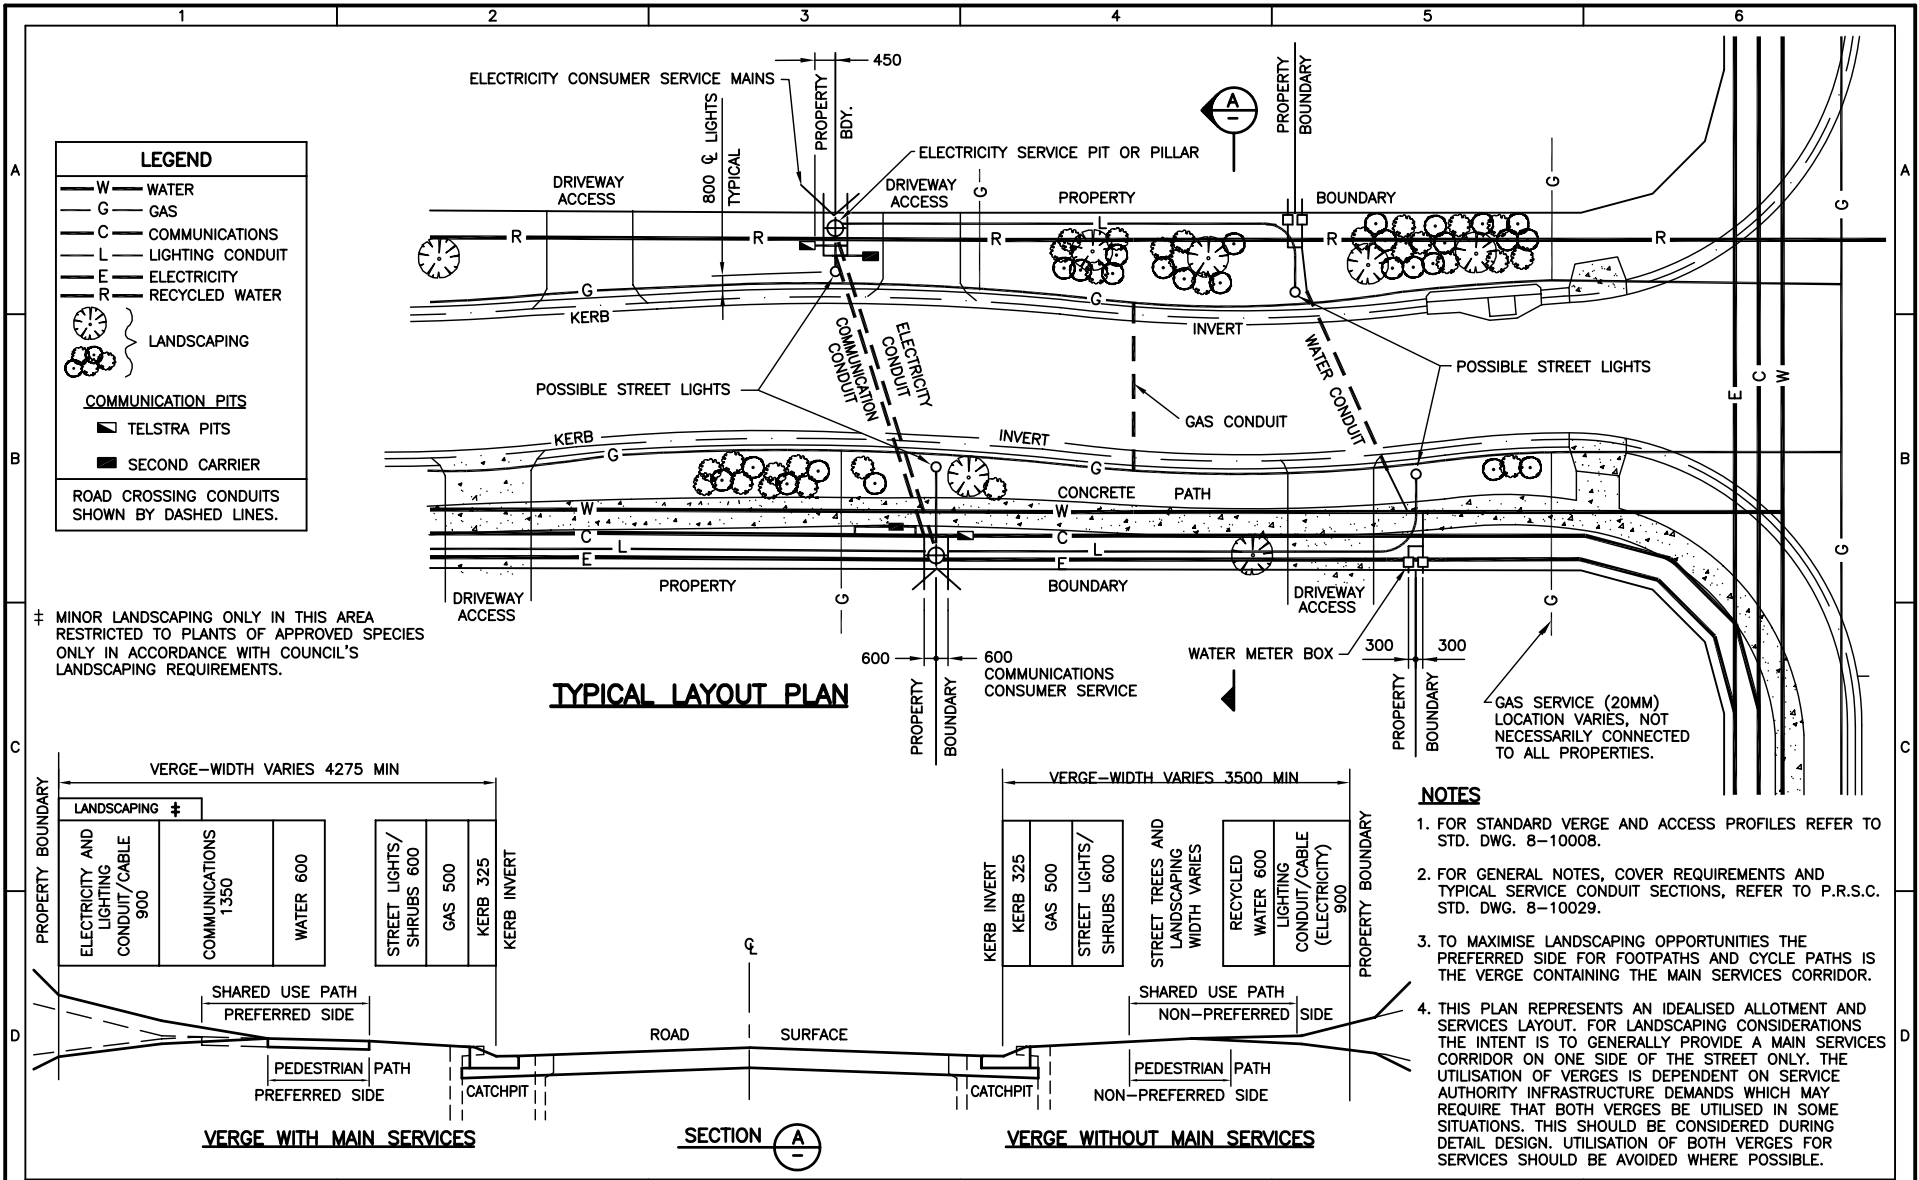 1 2 3 4 5 6
A
B
C
D
A
B
C
D
LEGEND
W WATER
G GAS
C COMMUNICATIONS
L LIGHTING CONDUIT
E ELECTRICITY
R RECYCLED WATER
LANDSCAPING
COMMUNICATION PITS
TELSTRA PITS
SECOND CARRIER
ROAD CROSSING CONDUITS
SHOWN BY DASHED LINES.
‡ MINOR LANDSCAPING ONLY IN THIS AREA
RESTRICTED TO PLANTS OF APPROVED SPECIES
ONLY IN ACCORDANCE WITH COUNCIL'S
LANDSCAPING REQUIREMENTS.
450
ELECTRICITY CONSUMER SERVICE MAINS
800 ℄ LIGHTS
TYPICAL
PROPERTY
BDY.
A
–
PROPERTY
BOUNDARY
ELECTRICITY SERVICE PIT OR PILLAR
DRIVEWAY
ACCESS
DRIVEWAY
ACCESS
G
PROPERTY
BOUNDARY
G
G
L
R R R R R
G
G
KERB
INVERT
COMMUNICATION
CONDUIT
ELECTRICITY
CONDUIT
WATER CONDUIT
POSSIBLE STREET LIGHTS
POSSIBLE STREET LIGHTS
GAS CONDUIT
E C W
KERB
INVERT
G
G
CONCRETE PATH
W W
C C
L L
E E
G
G
G
PROPERTY
BOUNDARY
DRIVEWAY
ACCESS
DRIVEWAY
ACCESS
600 600
COMMUNICATIONS
CONSUMER SERVICE
WATER METER BOX
300 300
PROPERTY
BOUNDARY
PROPERTY
BOUNDARY
GAS SERVICE (20MM)
LOCATION VARIES, NOT
NECESSARILY CONNECTED
TO ALL PROPERTIES.
TYPICAL LAYOUT PLAN
VERGE-WIDTH VARIES 4275 MIN
PROPERTY BOUNDARY
LANDSCAPING ‡
ELECTRICITY AND
LIGHTING
CONDUIT/CABLE
900
COMMUNICATIONS
1350
WATER 600
STREET LIGHTS/
SHRUBS 600
GAS 500
KERB 325
KERB INVERT
SHARED USE PATH
PREFERRED SIDE
PEDESTRIAN PATH
PREFERRED SIDE
CATCHPIT
VERGE WITH MAIN SERVICES
℄
ROAD SURFACE
SECTION A
–
VERGE-WIDTH VARIES 3500 MIN
KERB INVERT
KERB 325
GAS 500
STREET LIGHTS/
SHRUBS 600
STREET TREES AND
LANDSCAPING
WIDTH VARIES
RECYCLED
WATER 600
LIGHTING
CONDUIT/CABLE
(ELECTRICITY)
900
PROPERTY BOUNDARY
SHARED USE PATH
NON-PREFERRED SIDE
PEDESTRIAN PATH
NON-PREFERRED SIDE
CATCHPIT
VERGE WITHOUT MAIN SERVICES
NOTES
1. FOR STANDARD VERGE AND ACCESS PROFILES REFER TO
STD. DWG. 8-10008.
2. FOR GENERAL NOTES, COVER REQUIREMENTS AND
TYPICAL SERVICE CONDUIT SECTIONS, REFER TO P.R.S.C.
STD. DWG. 8-10029.
3. TO MAXIMISE LANDSCAPING OPPORTUNITIES THE
PREFERRED SIDE FOR FOOTPATHS AND CYCLE PATHS IS
THE VERGE CONTAINING THE MAIN SERVICES CORRIDOR.
4. THIS PLAN REPRESENTS AN IDEALISED ALLOTMENT AND
SERVICES LAYOUT. FOR LANDSCAPING CONSIDERATIONS
THE INTENT IS TO GENERALLY PROVIDE A MAIN SERVICES
CORRIDOR ON ONE SIDE OF THE STREET ONLY. THE
UTILISATION OF VERGES IS DEPENDENT ON SERVICE
AUTHORITY INFRASTRUCTURE DEMANDS WHICH MAY
REQUIRE THAT BOTH VERGES BE UTILISED IN SOME
SITUATIONS. THIS SHOULD BE CONSIDERED DURING
DETAIL DESIGN. UTILISATION OF BOTH VERGES FOR
SERVICES SHOULD BE AVOIDED WHERE POSSIBLE.